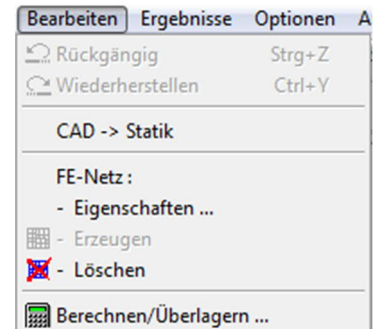 Bearbeiten Ergebnisse Optionen A
Rückgängig Strg+Z
Wiederherstellen Ctrl+Y
CAD -> Statik
FE-Netz :
- Eigenschaften ...
- Erzeugen
- Löschen
Berechnen/Überlagern ...